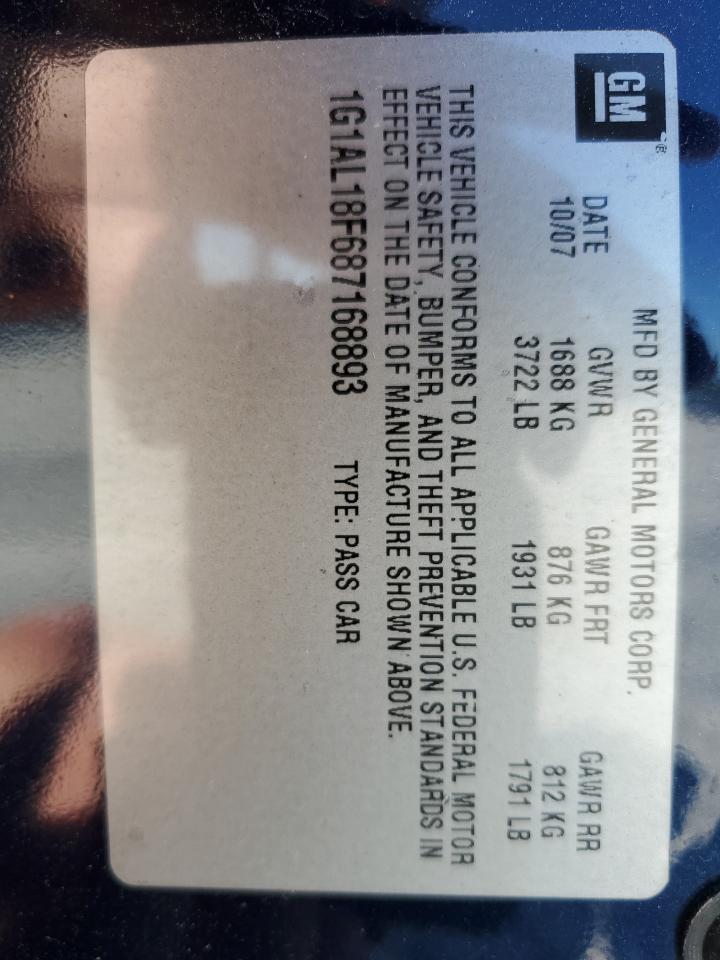 GM
MFD BY GENERAL MOTORS CORP.
DATE GVWR GAWR FRT GAWR RR
10/07 1688 KG 876 KG 812 KG
3722 LB 1931 LB 1791 LB
THIS VEHICLE CONFORMS TO ALL APPLICABLE U.S. FEDERAL MOTOR
VEHICLE SAFETY, BUMPER, AND THEFT PREVENTION STANDARDS IN
EFFECT ON THE DATE OF MANUFACTURE SHOWN ABOVE.
1G1AL18F687168893 TYPE: PASS CAR